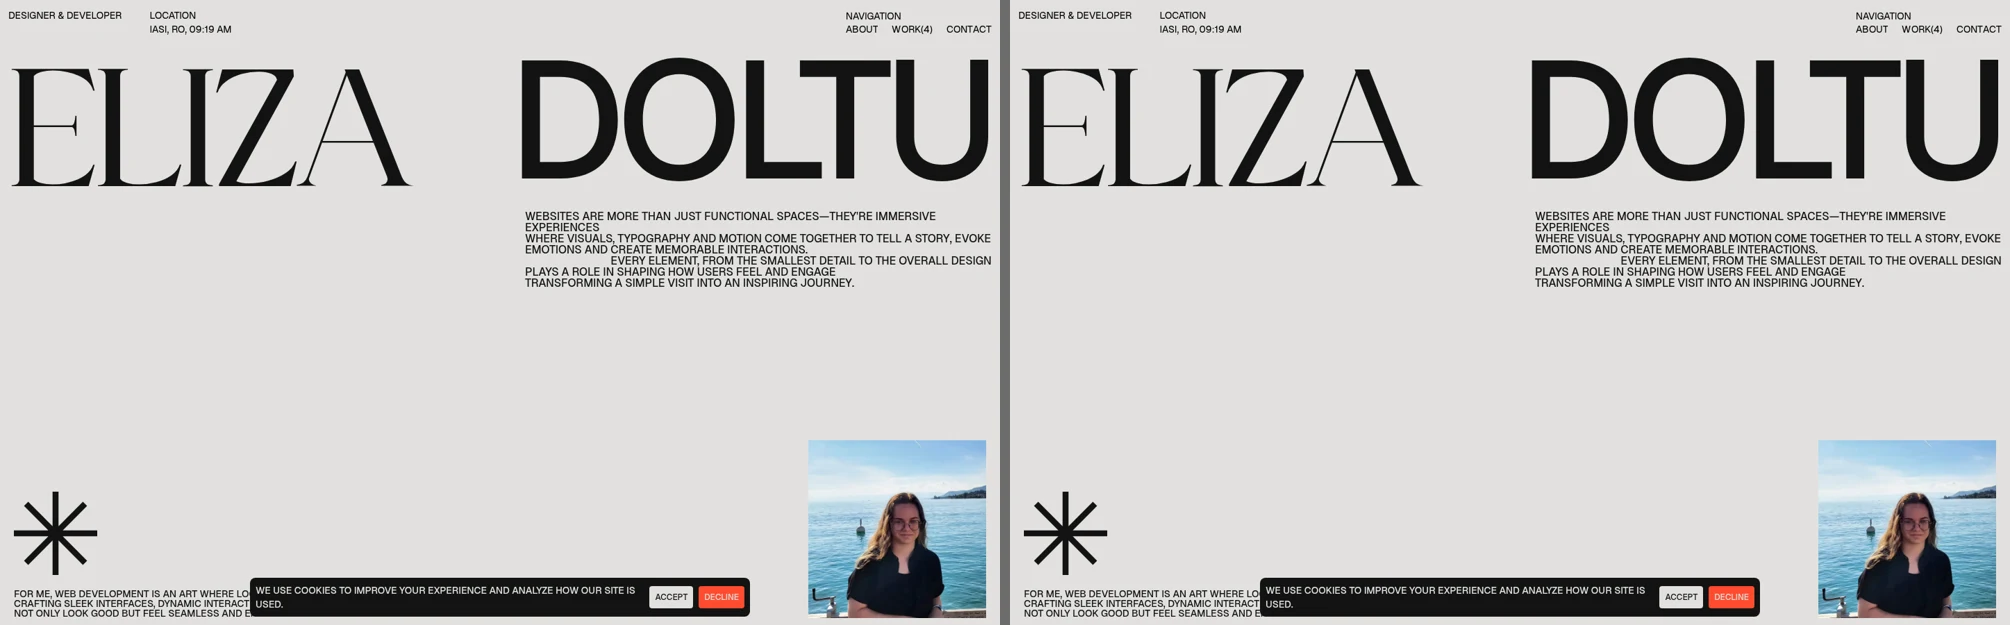 DESIGNER & DEVELOPER
LOCATION
IASI, RO, 09:19 AM
NAVIGATION
ABOUT WORK(4) CONTACT
ELIZA DOLTU
WEBSITES ARE MORE THAN JUST FUNCTIONAL SPACES—THEY'RE IMMERSIVE
EXPERIENCES
WHERE VISUALS, TYPOGRAPHY AND MOTION COME TOGETHER TO TELL A STORY, EVOKE
EMOTIONS AND CREATE MEMORABLE INTERACTIONS.
EVERY ELEMENT, FROM THE SMALLEST DETAIL TO THE OVERALL DESIGN
PLAYS A ROLE IN SHAPING HOW USERS FEEL AND ENGAGE
TRANSFORMING A SIMPLE VISIT INTO AN INSPIRING JOURNEY.
FOR ME, WEB DEVELOPMENT IS AN ART WHERE
CRAFTING SLEEK INTERFACES, DYNAMIC
NOT ONLY LOOK GOOD BUT FEEL SEAMLESS AND
WE USE COOKIES TO IMPROVE YOUR EXPERIENCE AND ANALYZE HOW OUR SITE IS
USED.
ACCEPT DECLINE
DESIGNER & DEVELOPER
LOCATION
IASI, RO, 09:19 AM
NAVIGATION
ABOUT WORK(4) CONTACT
ELIZA DOLTU
WEBSITES ARE MORE THAN JUST FUNCTIONAL SPACES—THEY'RE IMMERSIVE
EXPERIENCES
WHERE VISUALS, TYPOGRAPHY AND MOTION COME TOGETHER TO TELL A STORY, EVOKE
EMOTIONS AND CREATE MEMORABLE INTERACTIONS.
EVERY ELEMENT, FROM THE SMALLEST DETAIL TO THE OVERALL DESIGN
PLAYS A ROLE IN SHAPING HOW USERS FEEL AND ENGAGE
TRANSFORMING A SIMPLE VISIT INTO AN INSPIRING JOURNEY.
FOR ME, WEB DEVELOPMENT IS AN ART WHERE
CRAFTING SLEEK INTERFACES, DYNAMIC
NOT ONLY LOOK GOOD BUT FEEL SEAMLESS AND
WE USE COOKIES TO IMPROVE YOUR EXPERIENCE AND ANALYZE HOW OUR SITE IS
USED.
ACCEPT DECLINE